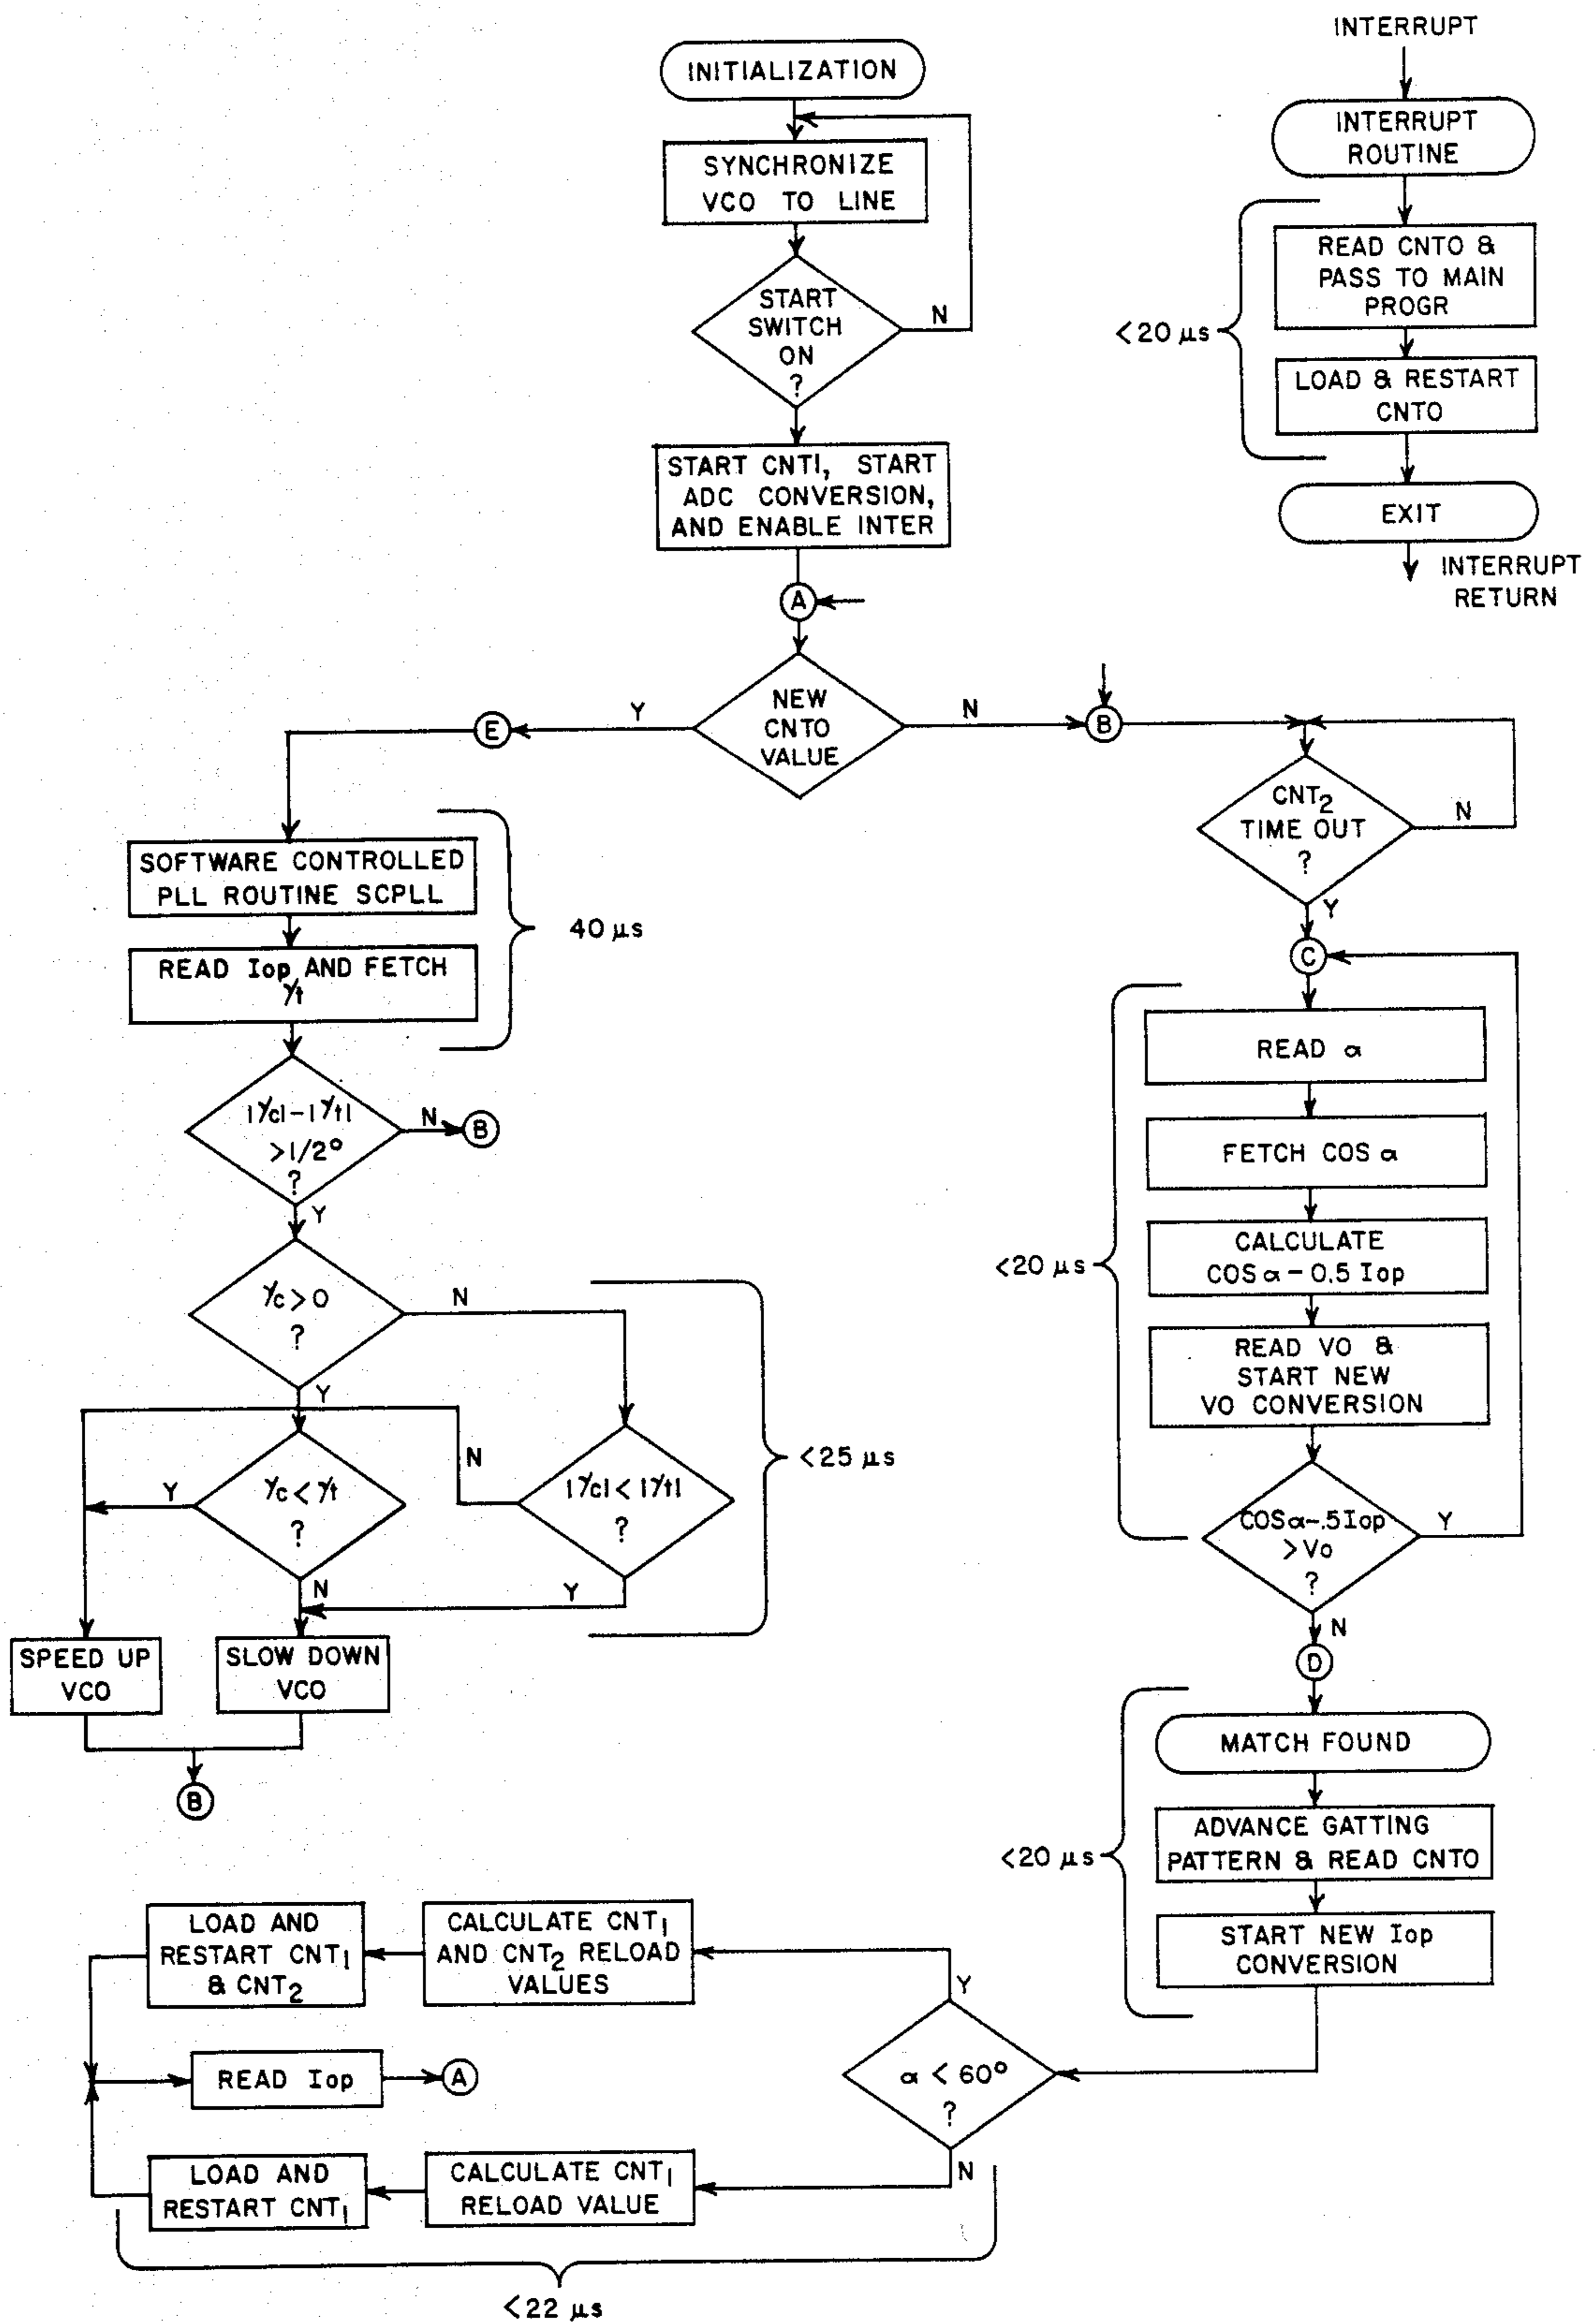 INITIALIZATION
SYNCHRONIZE
VCO TO LINE
START
SWITCH
ON
?
N
START CNT1, START
ADC CONVERSION,
AND ENABLE INTER
A
NEW
CNTO
VALUE
Y
N
E
B
INTERRUPT
INTERRUPT
ROUTINE
READ CNTO &
PASS TO MAIN
PROGR
LOAD & RESTART
CNTO
<20 μs
EXIT
INTERRUPT
RETURN
CNT₂
TIME OUT
?
N
Y
C
READ α
FETCH COS α
CALCULATE
COS α - 0.5 Iop
READ VO &
START NEW
VO CONVERSION
<20 μs
COS α-.5 Iop
>Vo
?
Y
N
D
MATCH FOUND
ADVANCE GATTING
PATTERN & READ CNTO
START NEW Iop
CONVERSION
<20 μs
SOFTWARE CONTROLLED
PLL ROUTINE SCPLL
READ Iop AND FETCH
γt
40 μs
|γc|-|γt|
>1/2°
?
N
B
Y
γc > 0
?
N
Y
γc < γt
?
Y
N
|γc| < |γt|
?
N
Y
<25 μs
SPEED UP
VCO
SLOW DOWN
VCO
B
α < 60°
?
Y
N
CALCULATE CNT₁
AND CNT₂ RELOAD
VALUES
LOAD AND
RESTART CNT₁
& CNT₂
READ Iop
A
CALCULATE CNT₁
RELOAD VALUE
LOAD AND
RESTART CNT₁
<22 μs